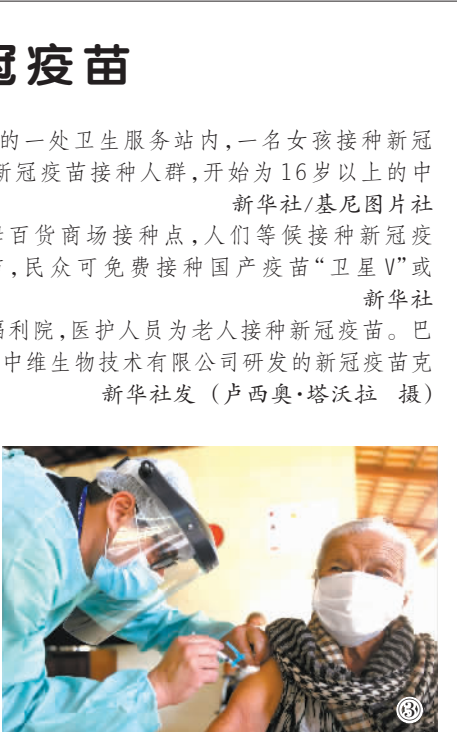 冠疫苗
的一处卫生服务站内,一名女孩接种新冠
新冠疫苗接种人群,开始为16岁以上的中
新华社/基尼图片社
百货商场接种点,人们等候接种新冠疫
,民众可免费接种国产疫苗“卫星V”或
新华社
福利院,医护人员为老人接种新冠疫苗。巴
中维生物技术有限公司研发的新冠疫苗克
新华社发(卢西奥·塔沃拉 摄)
③